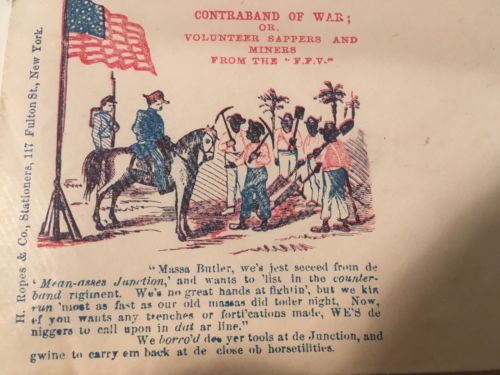 CONTRABAND OF WAR;
OR,
VOLUNTEER SAPPERS AND
MINERS
FROM THE "F.F.V."
H. Ropes & Co., Stationers, 117 Fulton St., New York.
"Massa Butler, we's jest seceed from de
'Mean-asses Junction,' and wants to 'list in the counter-
band rigiment. We's no great hands at fightin', but we kin
run 'most as fast as our old massas did toder night, Now,
ef you wants any trenches or forti'cations made, WE'S de
niggers to call upon in dat ar line."
We borro'd des yer tools at de Junction, and
gwine to carry em back at de close ob horsetilities.